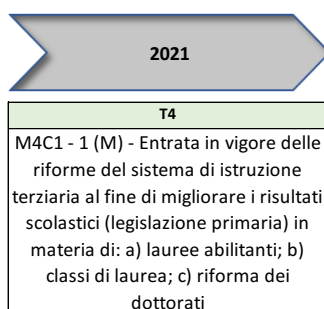 2021
T4
M4C1 - 1 (M) - Entrata in vigore delle
riforme del sistema di istruzione
terziaria al fine di migliorare i risultati
scolastici (legislazione primaria) in
materia di: a) lauree abilitanti; b)
classi di laurea; c) riforma dei
dottorati